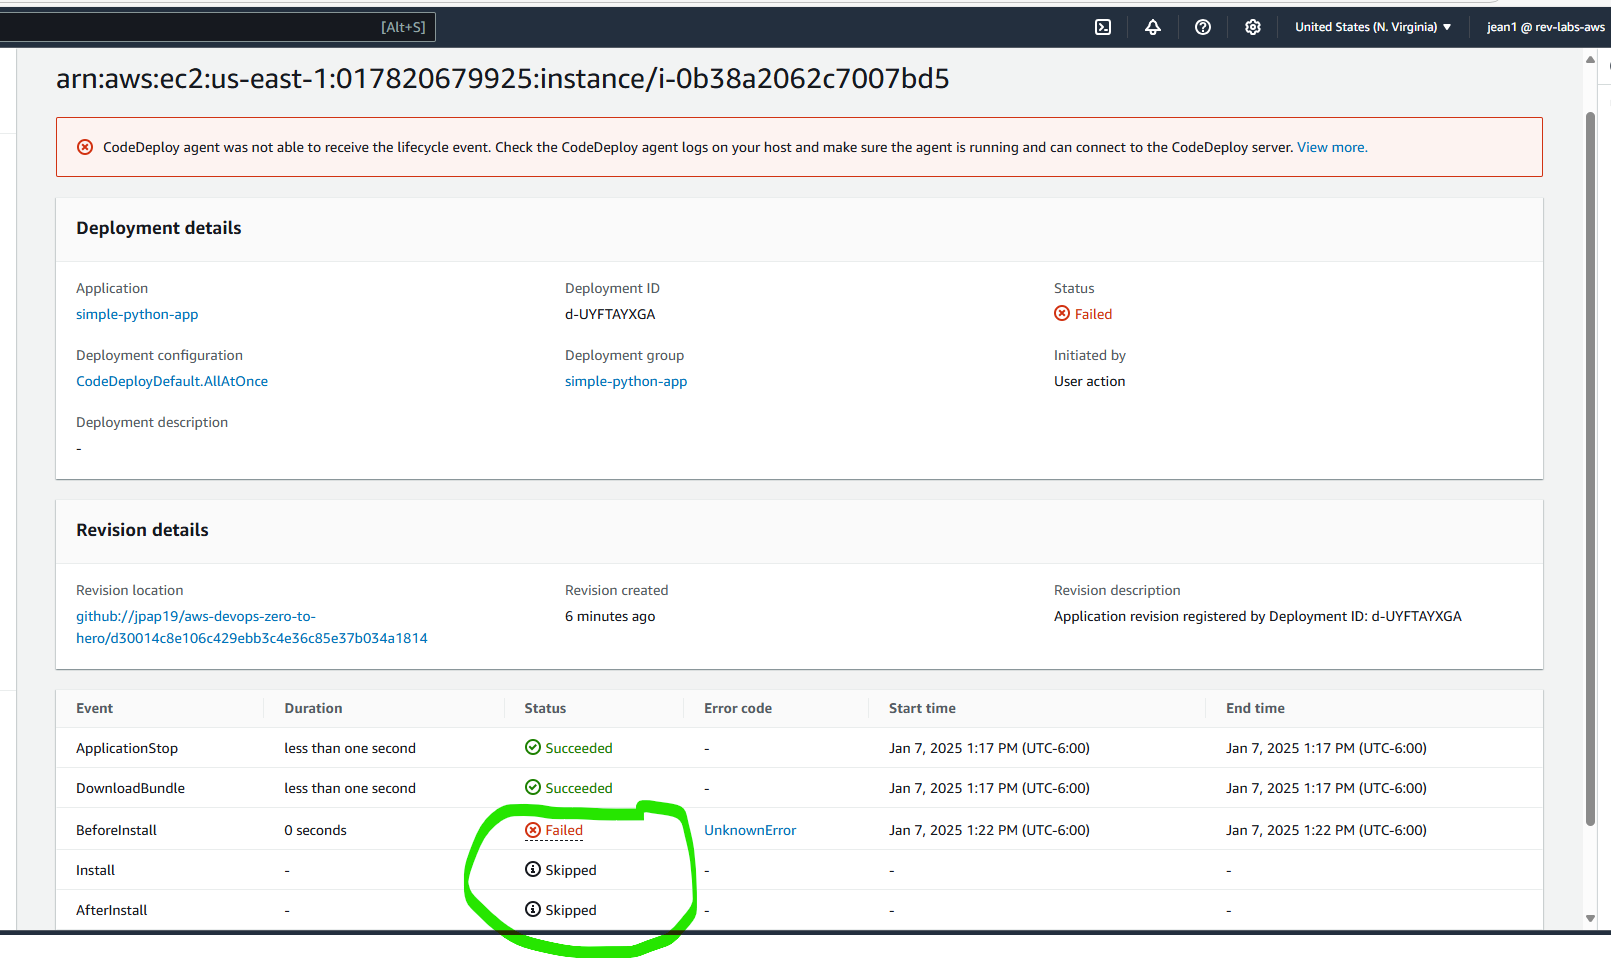 [Alt+S]
United States (N. Virginia) ▼
jean1 @ rev-labs-aws
arn:aws:ec2:us-east-1:017820679925:instance/i-0b38a2062c7007bd5
CodeDeploy agent was not able to receive the lifecycle event. Check the CodeDeploy agent logs on your host and make sure the agent is running and can connect to the CodeDeploy server. View more.
Deployment details
Application
simple-python-app
Deployment ID
d-UYFTAYXGA
Status
Failed
Deployment configuration
CodeDeployDefault.AllAtOnce
Deployment group
simple-python-app
Initiated by
User action
Deployment description
-
Revision details
Revision location
github://jpap19/aws-devops-zero-to-
hero/d30014c8e106c429ebb3c4e36c85e37b034a1814
Revision created
6 minutes ago
Revision description
Application revision registered by Deployment ID: d-UYFTAYXGA
Event Duration Status Error code Start time End time
ApplicationStop less than one second Succeeded - Jan 7, 2025 1:17 PM (UTC-6:00) Jan 7, 2025 1:17 PM (UTC-6:00)
DownloadBundle less than one second Succeeded - Jan 7, 2025 1:17 PM (UTC-6:00) Jan 7, 2025 1:17 PM (UTC-6:00)
BeforeInstall 0 seconds Failed UnknownError Jan 7, 2025 1:22 PM (UTC-6:00) Jan 7, 2025 1:22 PM (UTC-6:00)
Install - Skipped - - -
AfterInstall - Skipped - - -